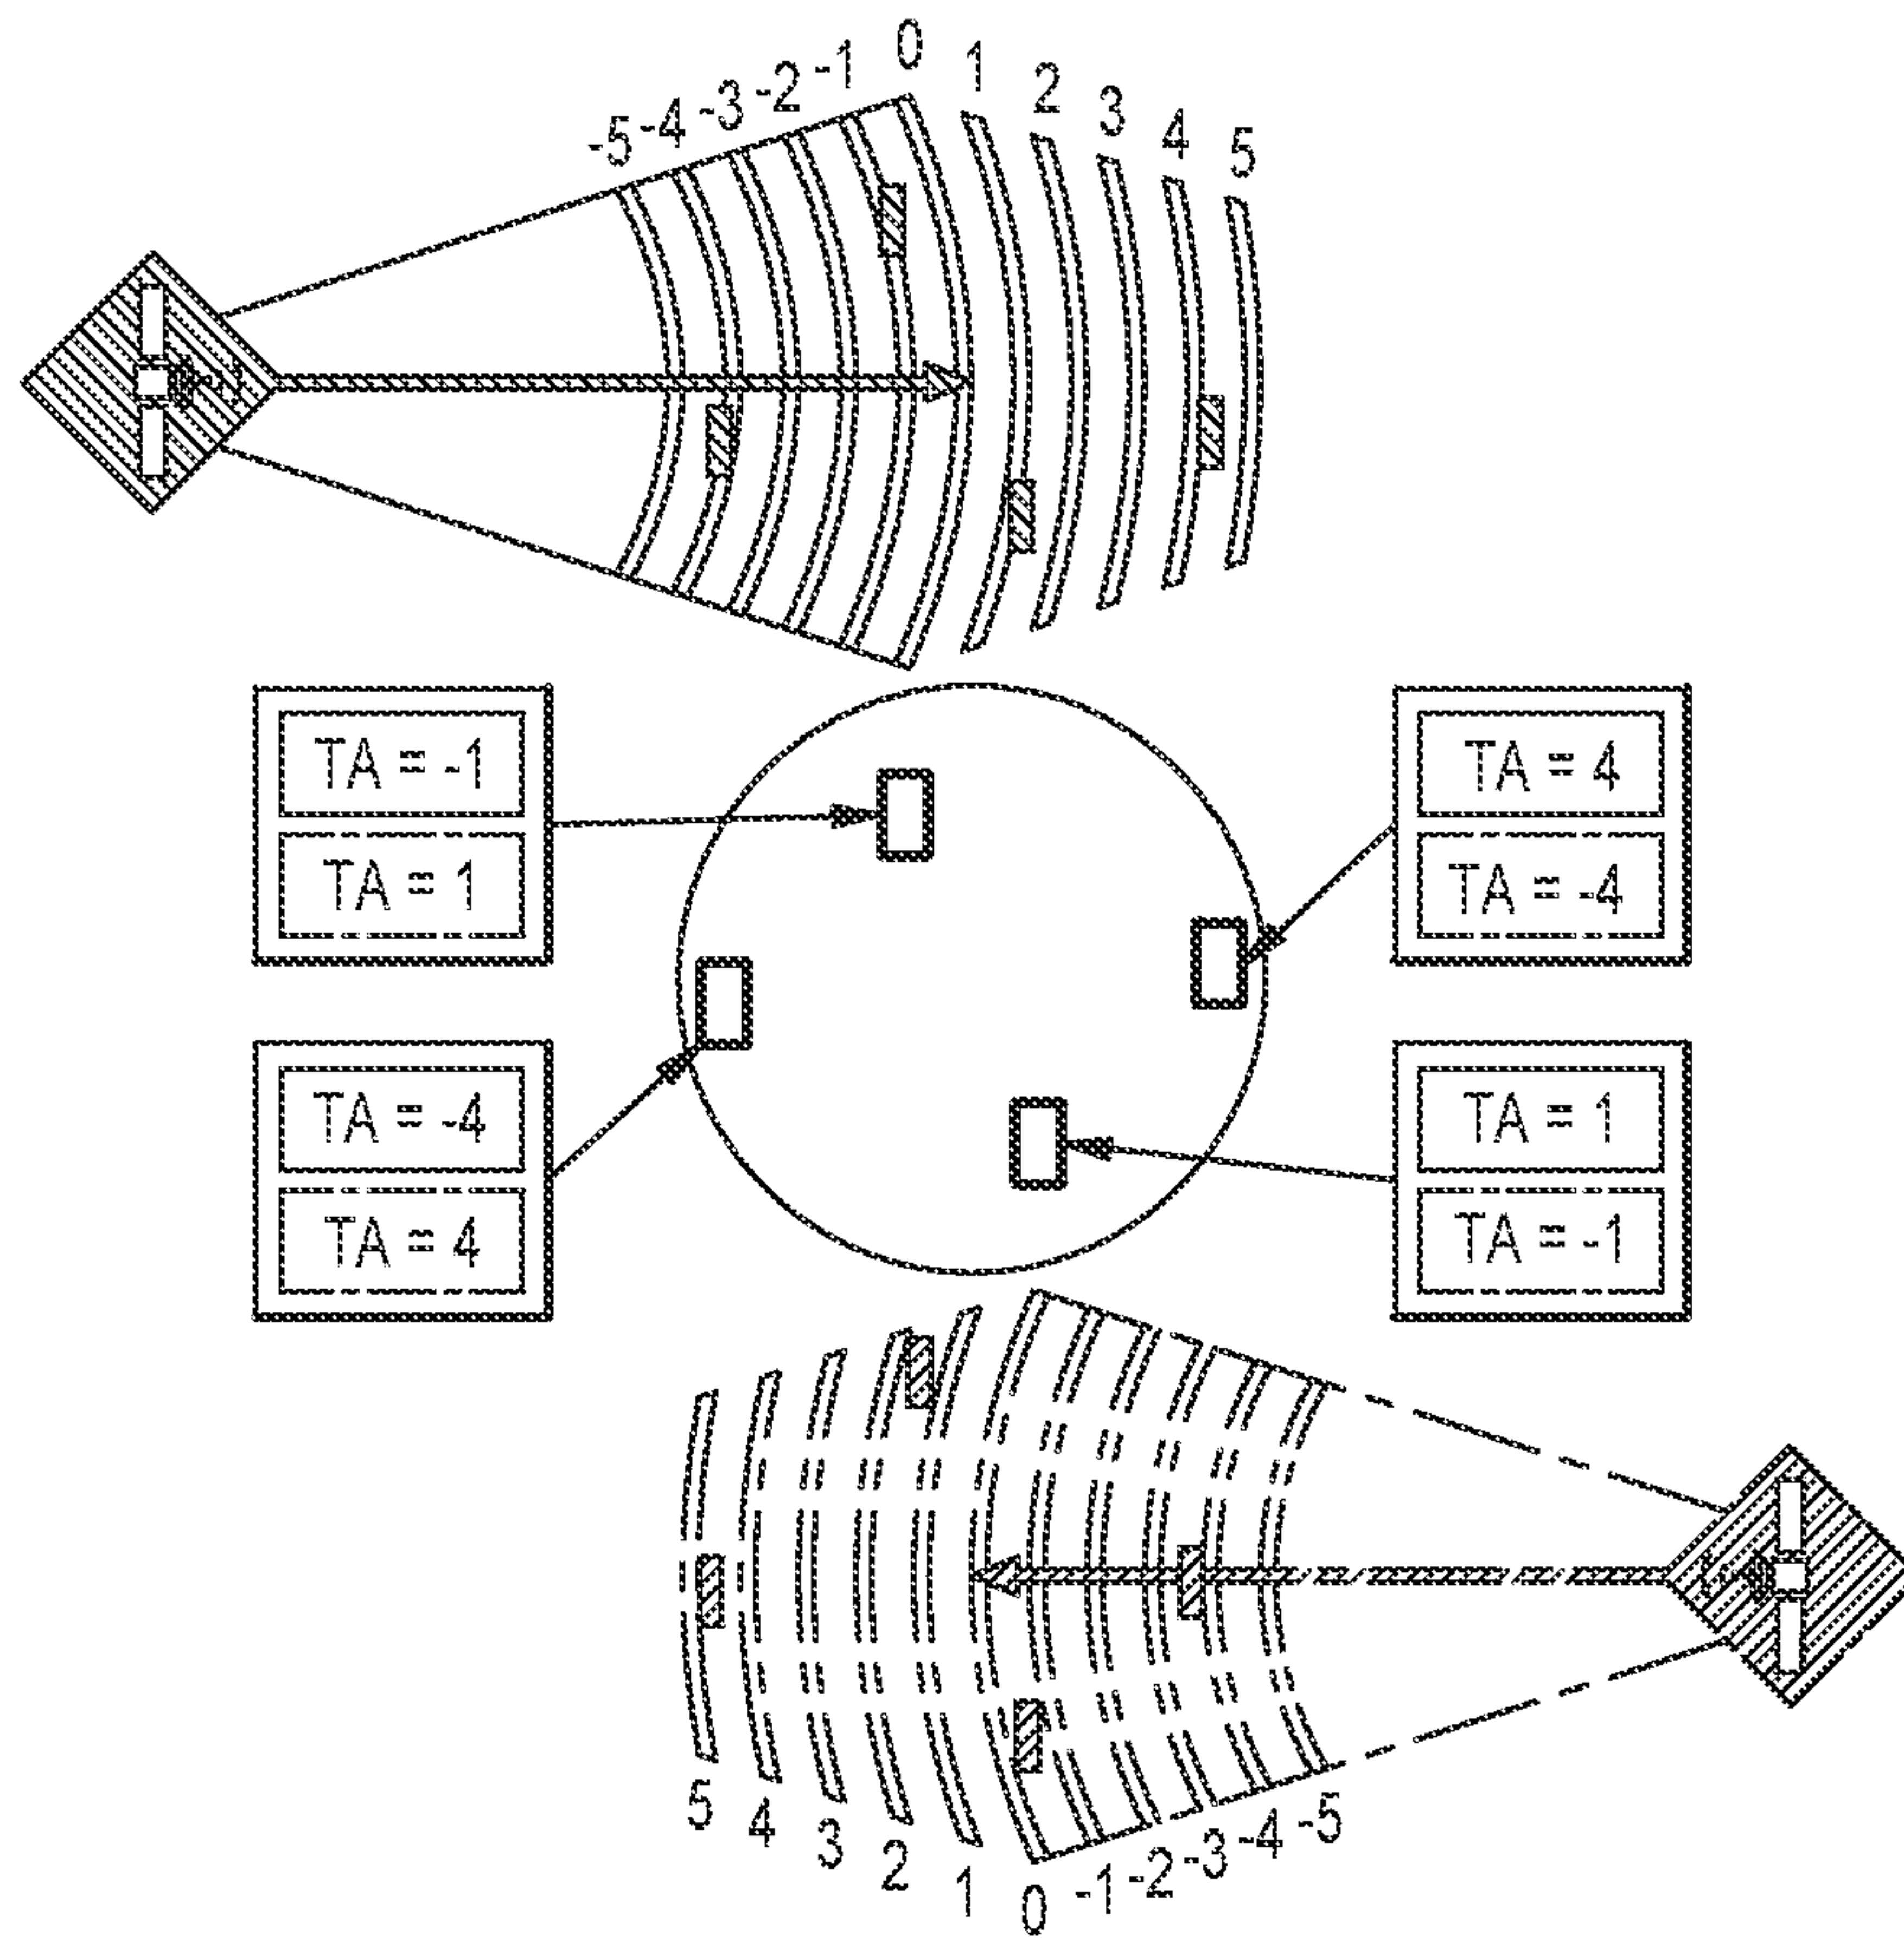 -5 -4 -3 -2 -1 0 1 2 3 4 5
TA = -1
TA = 1
TA = 4
TA = -4
TA = -4
TA = 4
TA = 1
TA = -1
5 4 3 2 1 0 -1 -2 -3 -4 -5